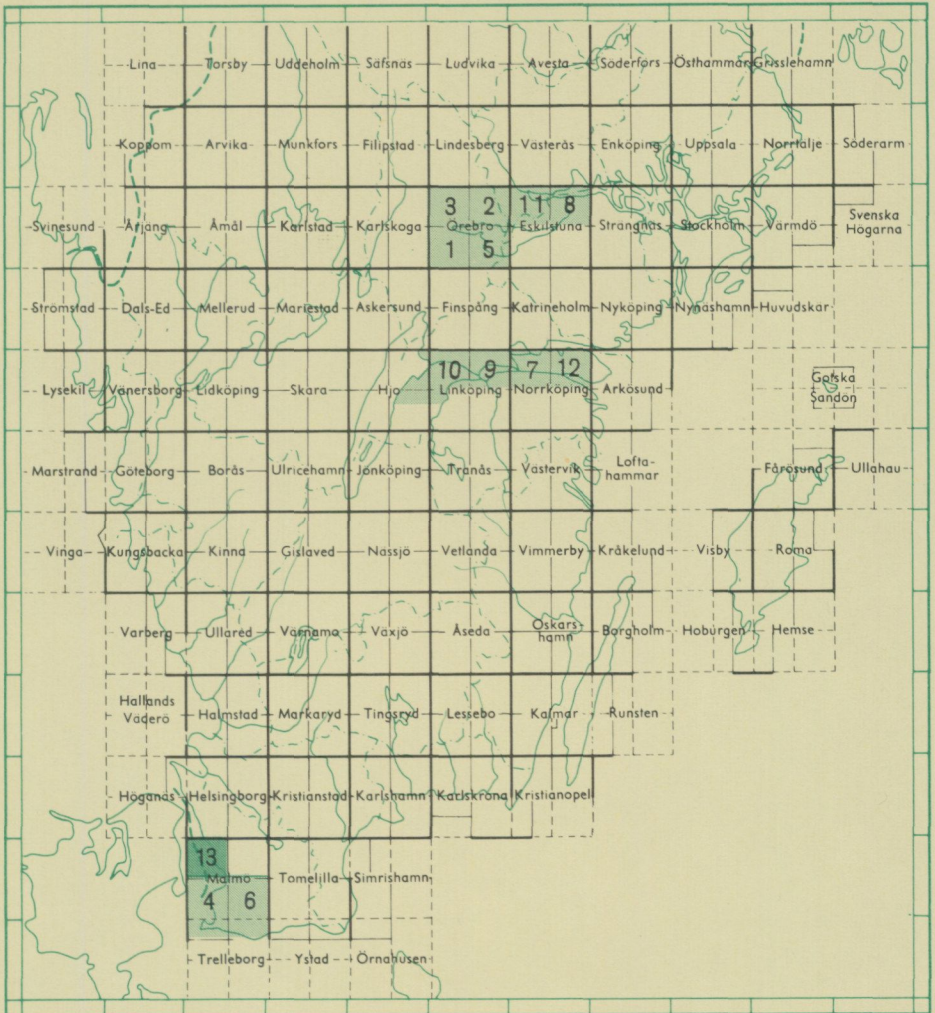 Lina Torsby Uddeholm Säfsnäs Ludvika Avesta Söderfors Östhammar Grisslehamn
Koppom Arvika Munkfors Filipstad Lindesberg Västerås Enköping Uppsala Norrtälje Söderarm
3 2 11 8
Svinesund Årjäng Åmål Karlstad Karlskoga Örebro Eskilstuna Strängnäs Stockholm Värmdö Svenska
Högarna
1 5
Strömstad Dals-Ed Mellerud Mariestad Askersund Finspång Katrineholm Nyköping Nynäshamn Huvudskär
10 9 7 12
Lysekil Vänersborg Lidköping Skara Hjo Linköping Norrköping Arkösund Gotska
Sandön
Marstrand Göteborg Borås Ulricehamn Jönköping Tranås Västervik Lofta-
hammar Fårösund Ullahau
Vinga Kungsbacka Kinna Gislaved Nässjö Vetlanda Vimmerby Kråkelund Visby Roma
Varberg Ullared Värnamo Växjö Åseda Oskars-
hamn Borgholm Hoburgen Hemse
Hallands
Väderö Halmstad Markaryd Tingsryd Lessebo Kalmar Runsten
Höganäs Helsingborg Kristianstad Karlshamn Karlskrona Kristianopel
13
Malmö Tomelilla Simrishamn
4 6
Trelleborg Ystad Örnahusen